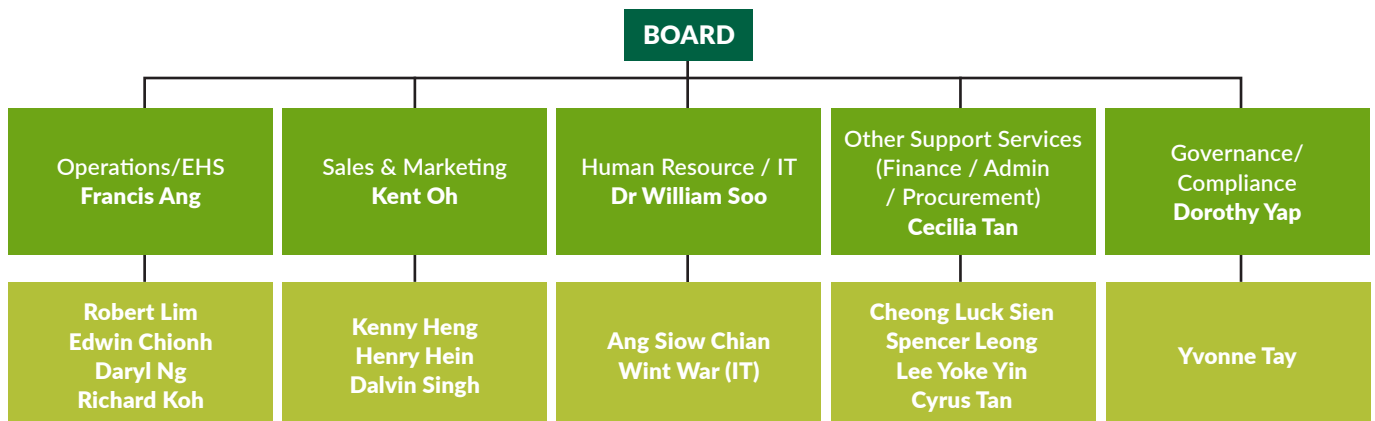 BOARD
Operations/EHS
Francis Ang
Sales & Marketing
Kent Oh
Human Resource / IT
Dr William Soo
Other Support Services
(Finance / Admin
/ Procurement)
Cecilia Tan
Governance/
Compliance
Dorothy Yap
Robert Lim
Edwin Chionh
Daryl Ng
Richard Koh
Kenny Heng
Henry Hein
Dalvin Singh
Ang Siow Chian
Wint War (IT)
Cheong Luck Sien
Spencer Leong
Lee Yoke Yin
Cyrus Tan
Yvonne Tay